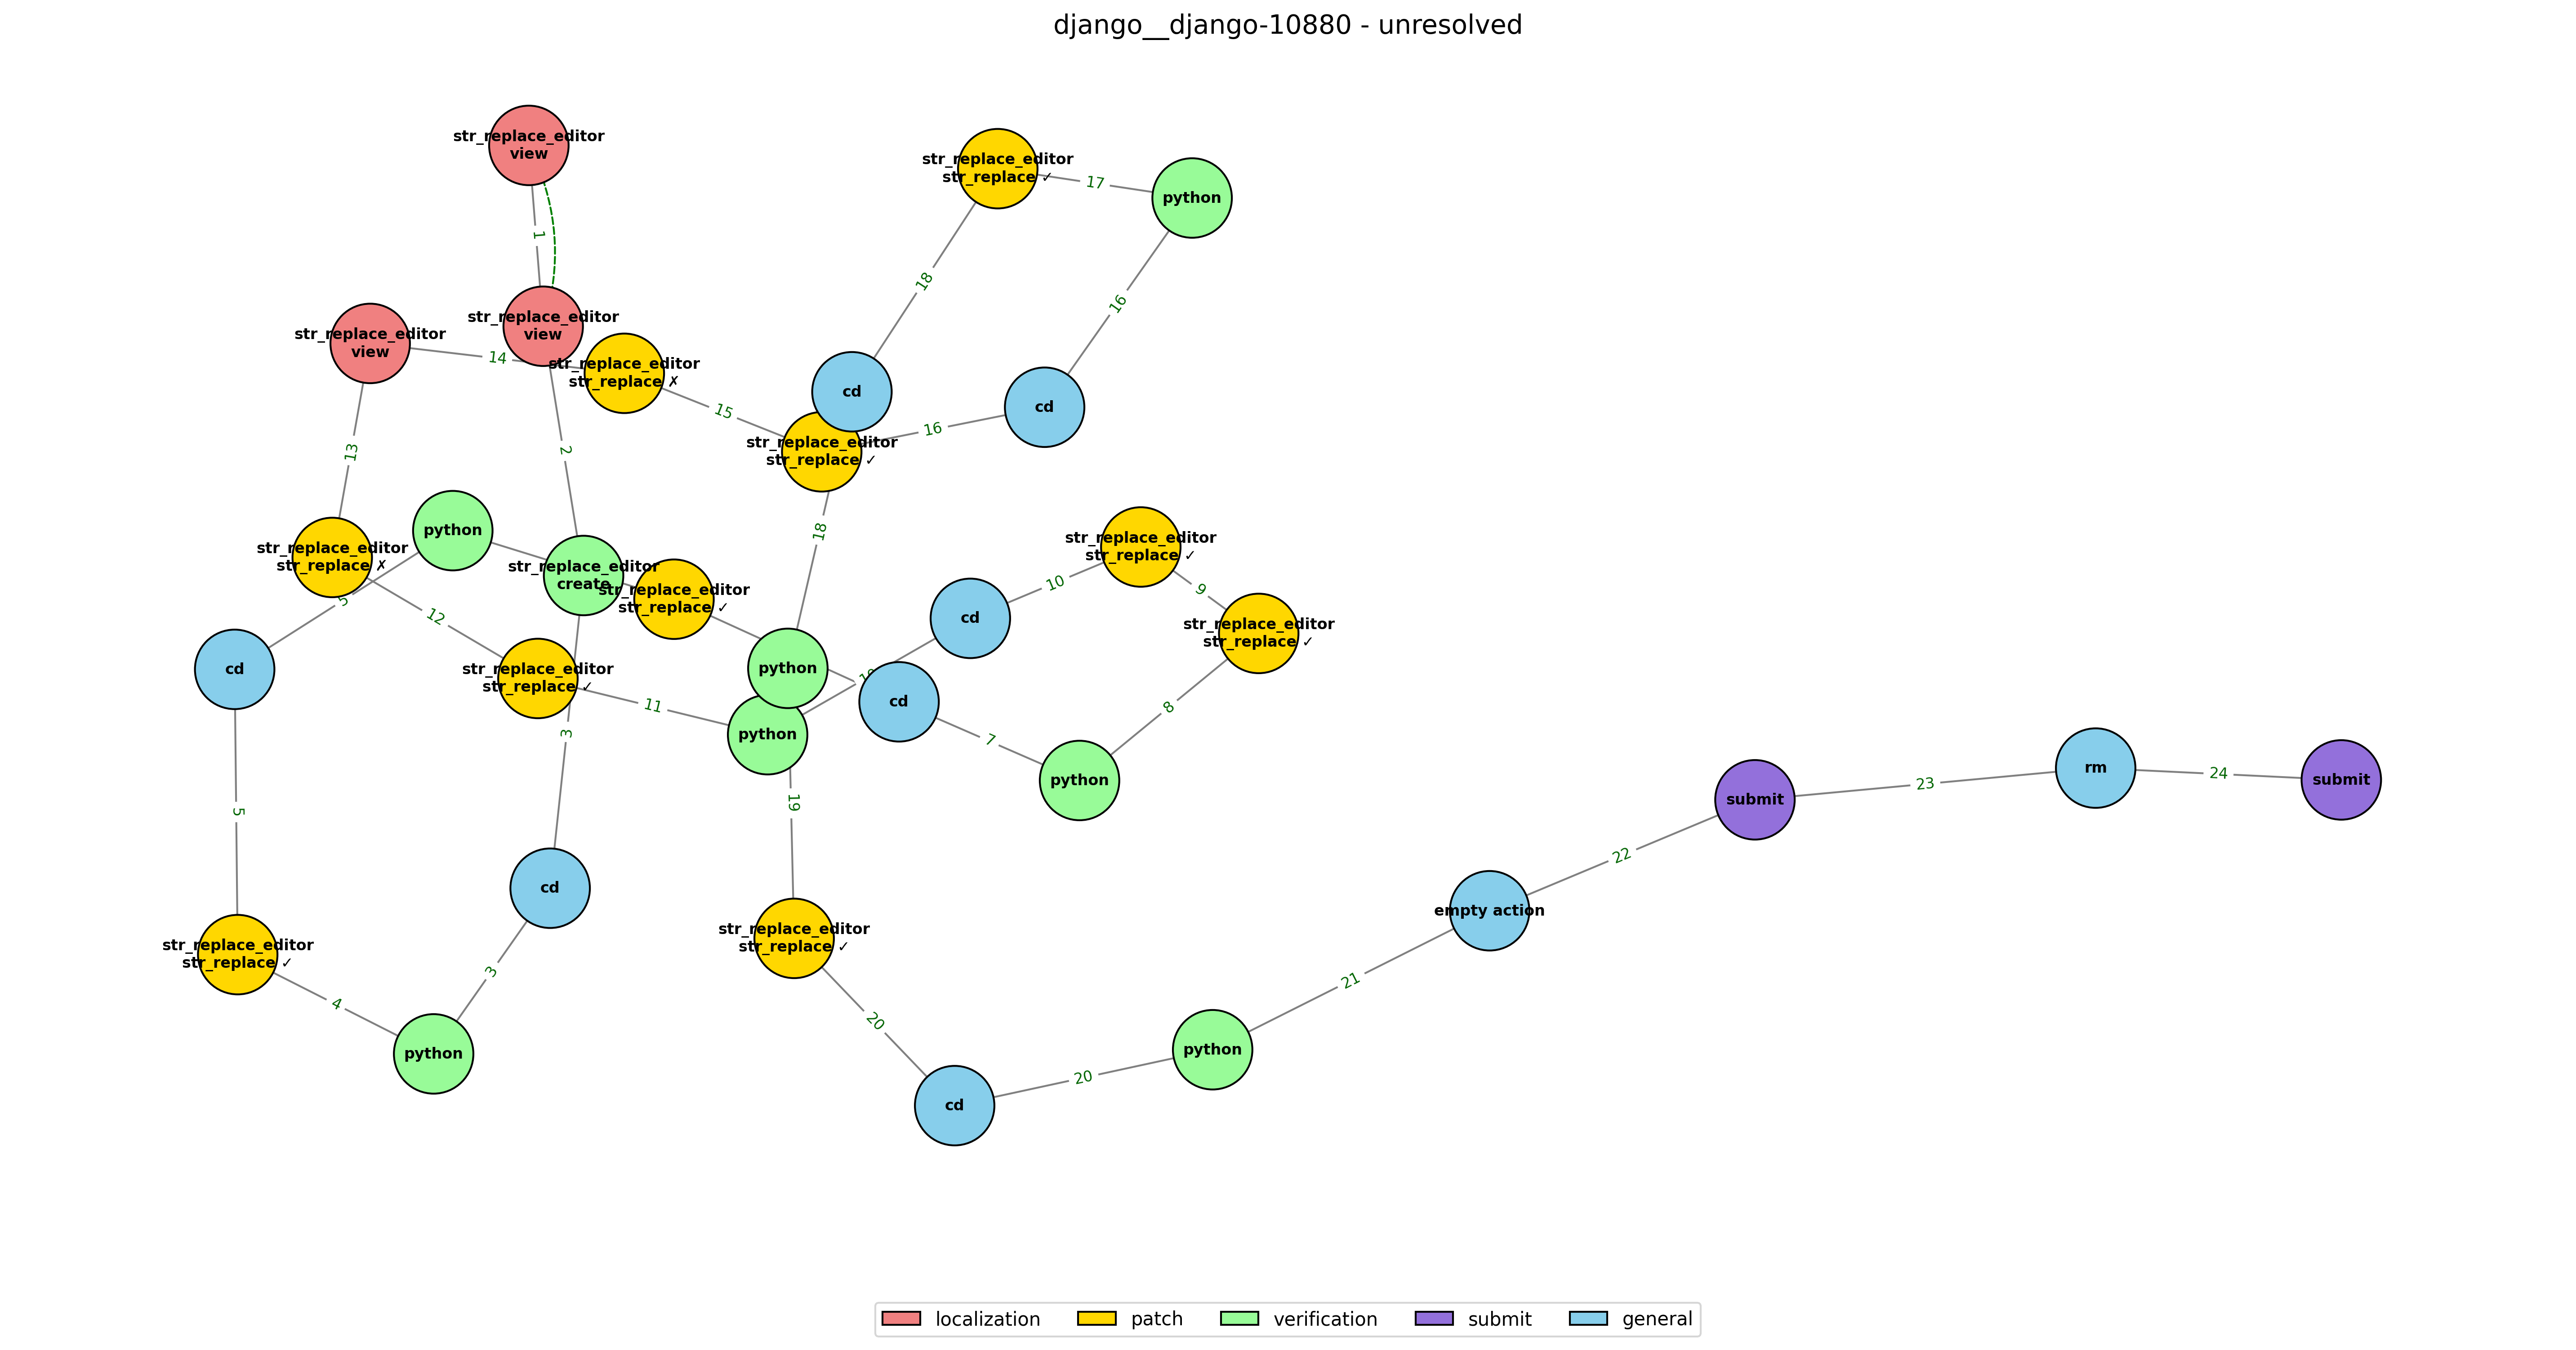 django__django-10880 - unresolved
str_replace_editor
view
1
str_replace_editor
view
2
str_replace_editor
view
14
str_replace_editor
str_replace ✗
15
13
str_replace_editor
str_replace ✓
17
python
18
16
cd
cd
16
str_replace_editor
str_replace ✓
18
str_replace_editor
str_replace ✗
python
5
12
str_replace_editor
create
str_replace_editor
str_replace ✓
str_replace_editor
str_replace ✓
9
10
cd
str_replace_editor
str_replace ✓
cd
str_replace_editor
str_replace ✓
11
python
python
cd
7
8
python
3
19
5
cd
3
str_replace_editor
str_replace ✓
4
python
str_replace_editor
str_replace ✓
20
cd
20
python
21
empty action
22
submit
23
rm
24
submit
localization
patch
verification
submit
general